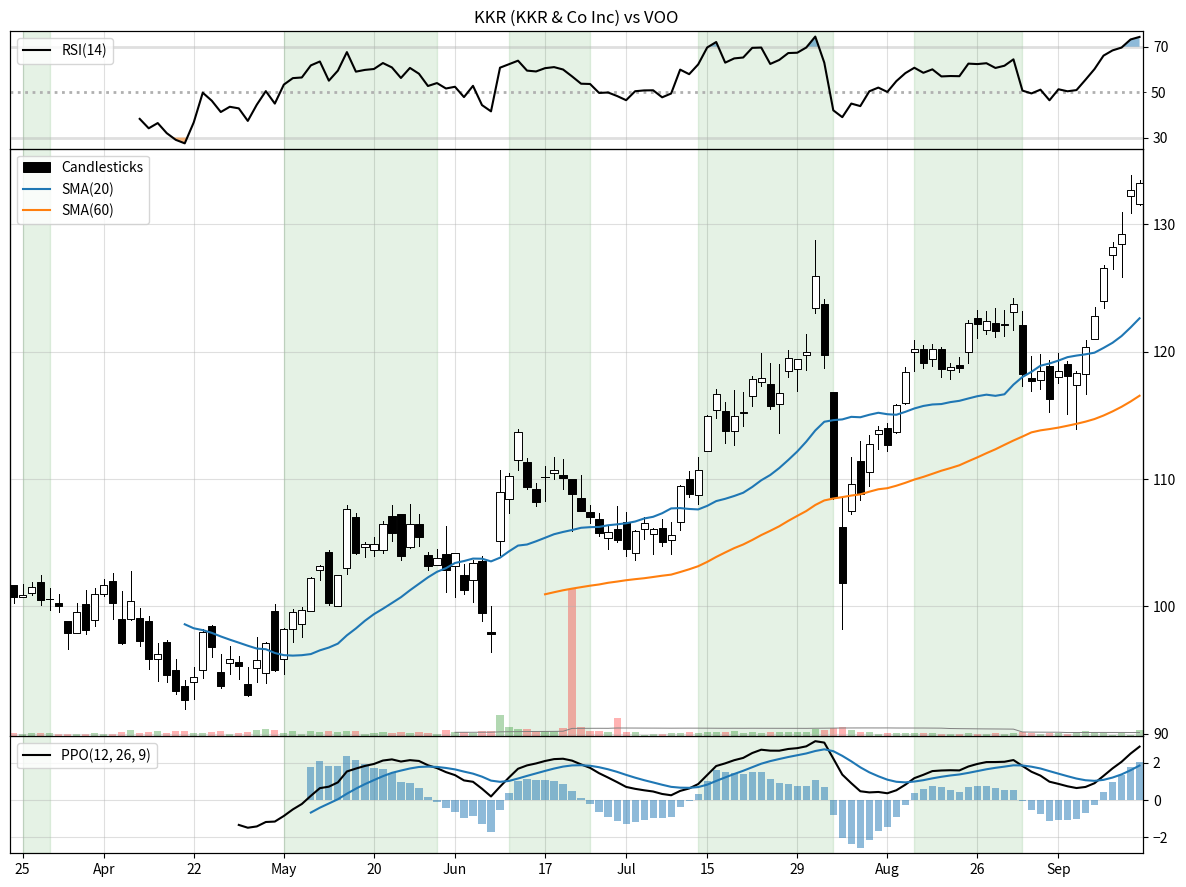 KKR (KKR & Co Inc) vs VOO
RSI(14)
70
50
30
Candlesticks
SMA(20)
SMA(60)
130
120
110
100
90
PPO(12, 26, 9)
2
0
−2
25 Apr 22 May 20 Jun 17 Jul 15 29 Aug 26 Sep